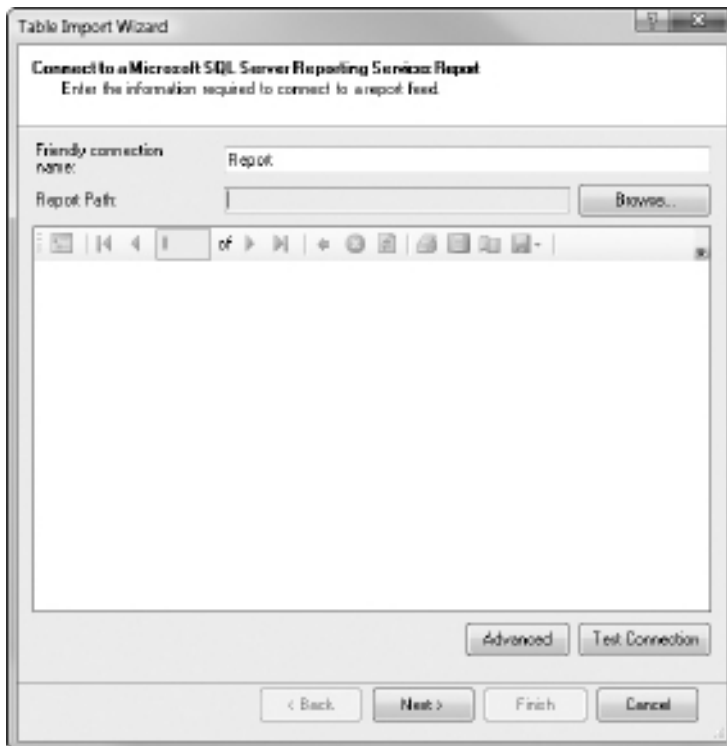 Table Import Wizard
Connect to a Microsoft SQL Server Reporting Services Report
Enter the information required to connect to a report feed.
Friendly connection
name:
Report
Report Path:
Browse...
1 of
Advanced
Test Connection
< Back
Next >
Finish
Cancel